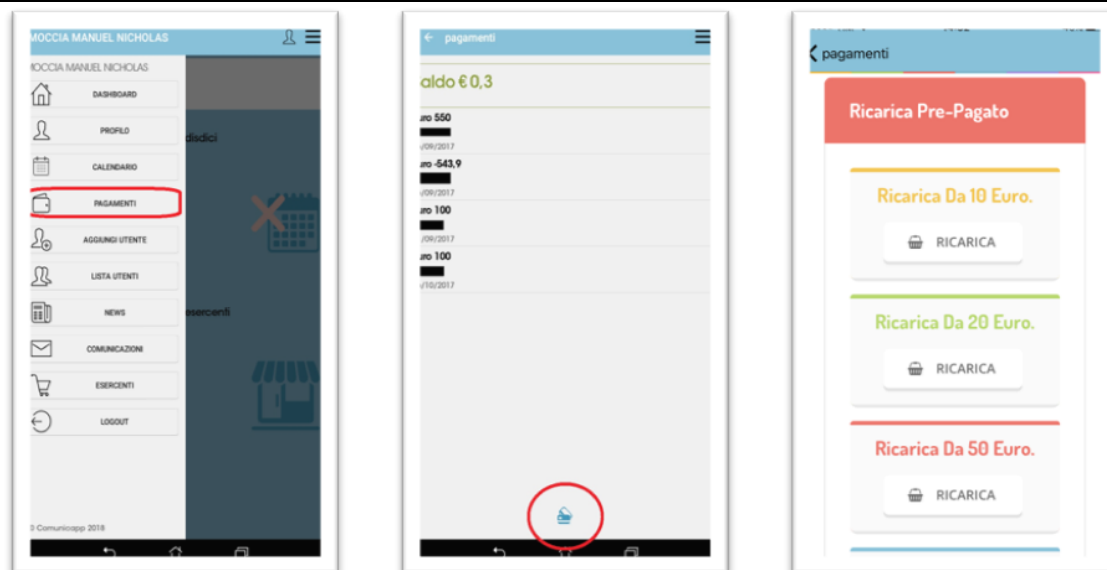 MOCCIA MANUEL NICHOLAS
MOCCIA MANUEL NICHOLAS
DASHBOARD
PROFILO
disdici
CALENDARIO
PAGAMENTI
AGGIUNGI UTENTE
LISTA UTENTI
NEWS
esercenti
COMUNICAZIONI
ESERCENTI
LOGOUT
Comunicapp 2018
pagamenti
aldo € 0,3
uro 550
/09/2017
uro -543,9
/09/2017
uro 100
/09/2017
uro 100
/10/2017
pagamenti
Ricarica Pre-Pagato
Ricarica Da 10 Euro.
RICARICA
Ricarica Da 20 Euro.
RICARICA
Ricarica Da 50 Euro.
RICARICA